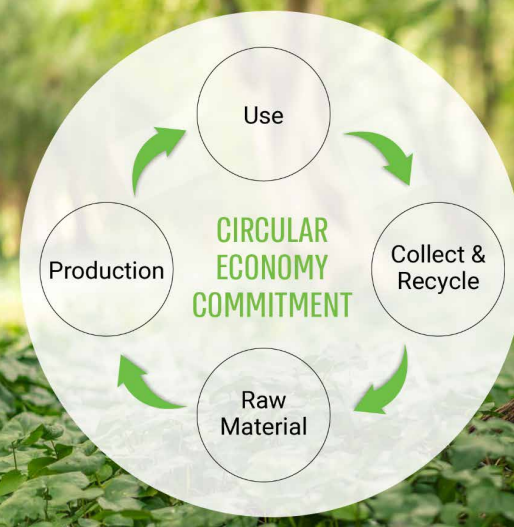 Use
CIRCULAR
ECONOMY
COMMITMENT
Production
Collect &
Recycle
Raw
Material